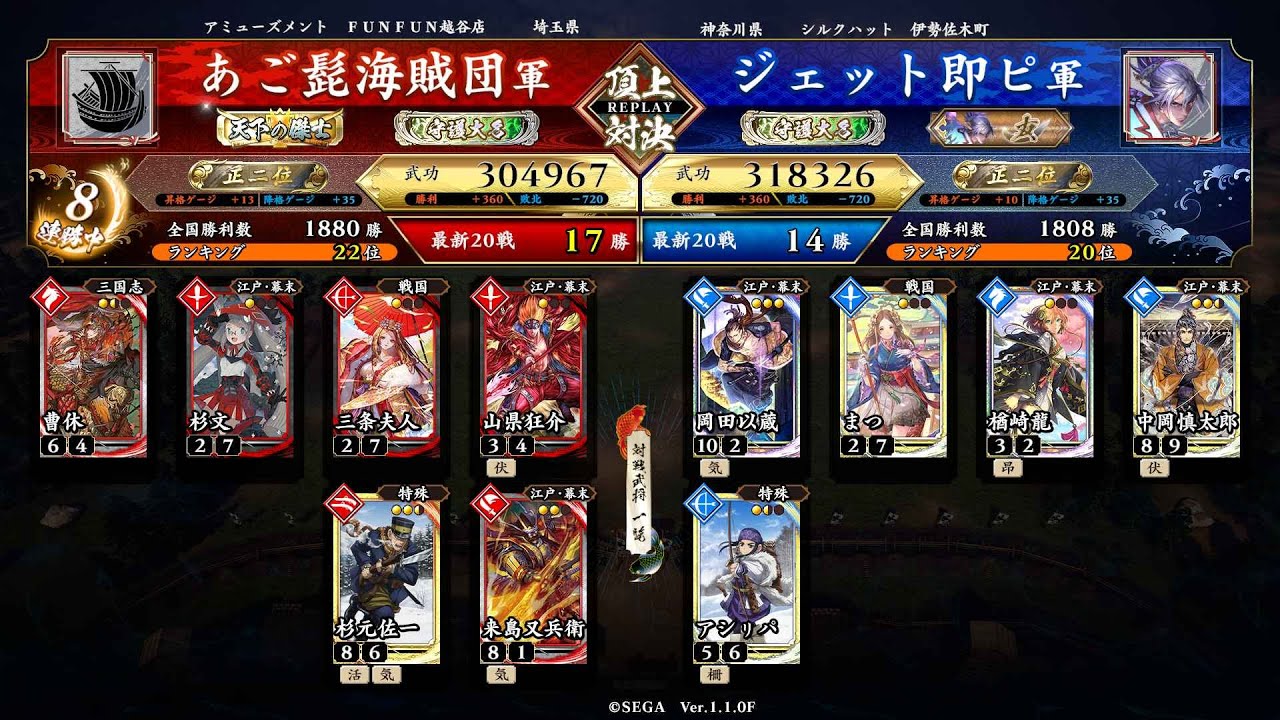 アミューズメント　ＦＵＮＦＵＮ越谷店　埼玉県
神奈川県　シルクハット　伊勢佐木町
あご髭海賊団軍
頂上
REPLAY
対決
ジェット即ピ軍
天下の傑士
守護大名
守護大名
玄
正二位
武功 304967
勝利 +360 敗北 -720
武功 318326
勝利 +360 敗北 -720
正二位
昇格ゲージ +13 降格ゲージ +35
昇格ゲージ +10 降格ゲージ +35
8
連勝中
全国勝利数 1880 勝
ランキング 22位
最新20戦 17 勝
最新20戦 14 勝
全国勝利数 1808 勝
ランキング 20位
三国志
曹休
6 4
江戸・幕末
杉文
2 7
戦国
三条夫人
2 7
江戸・幕末
山県狂介
3 4
伏
江戸・幕末
岡田以蔵
10 2
気
戦国
まつ
2 7
江戸・幕末
楢崎龍
3 2
昂
江戸・幕末
中岡慎太郎
8 9
伏
対戦武将一覧
特殊
杉元佐一
8 6
活 気
江戸・幕末
来島又兵衛
8 1
気
特殊
アシリパ
5 6
柵
©SEGA Ver.1.1.0F